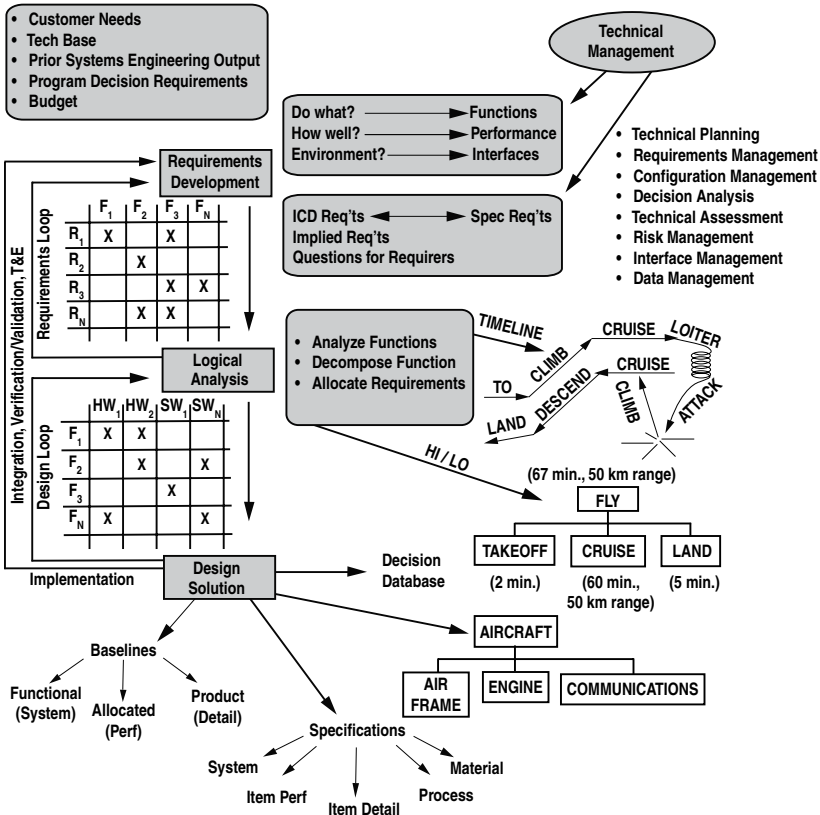 • Customer Needs
• Tech Base
• Prior Systems Engineering Output
• Program Decision Requirements
• Budget
Technical
Management
Do what? Functions
How well? Performance
Environment? Interfaces
• Technical Planning
• Requirements Management
• Configuration Management
• Decision Analysis
• Technical Assessment
• Risk Management
• Interface Management
• Data Management
ICD Req'ts Spec Req'ts
Implied Req'ts
Questions for Requirers
Requirements
Development
F1 F2 F3 FN
R1 X X
R2 X
R3 X X
RN X X
Requirements Loop
Integration, Verification/Validation, T&E
Logical
Analysis
• Analyze Functions
• Decompose Function
• Allocate Requirements
TIMELINE
TO
CLIMB
CRUISE
LOITER
ATTACK
CLIMB
CRUISE
DESCEND
LAND
HI / LO
HW1 HW2 SW1 SWN
F1 X X
F2 X X
F3 X
FN X X
Design Loop
(67 min., 50 km range)
FLY
TAKEOFF CRUISE LAND
(2 min.) (60 min., (5 min.)
50 km range)
Implementation
Design
Solution
Decision
Database
AIRCRAFT
AIR
FRAME
ENGINE
COMMUNICATIONS
Baselines
Functional
(System)
Allocated
(Perf)
Product
(Detail)
Specifications
System
Item Perf
Item Detail
Process
Material